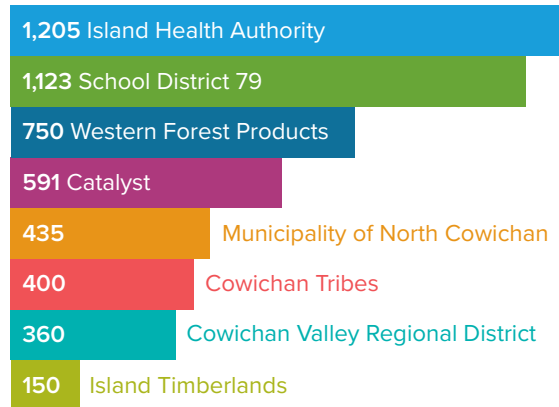 1,205 Island Health Authority
1,123 School District 79
750 Western Forest Products
591 Catalyst
435 Municipality of North Cowichan
400 Cowichan Tribes
360 Cowichan Valley Regional District
150 Island Timberlands